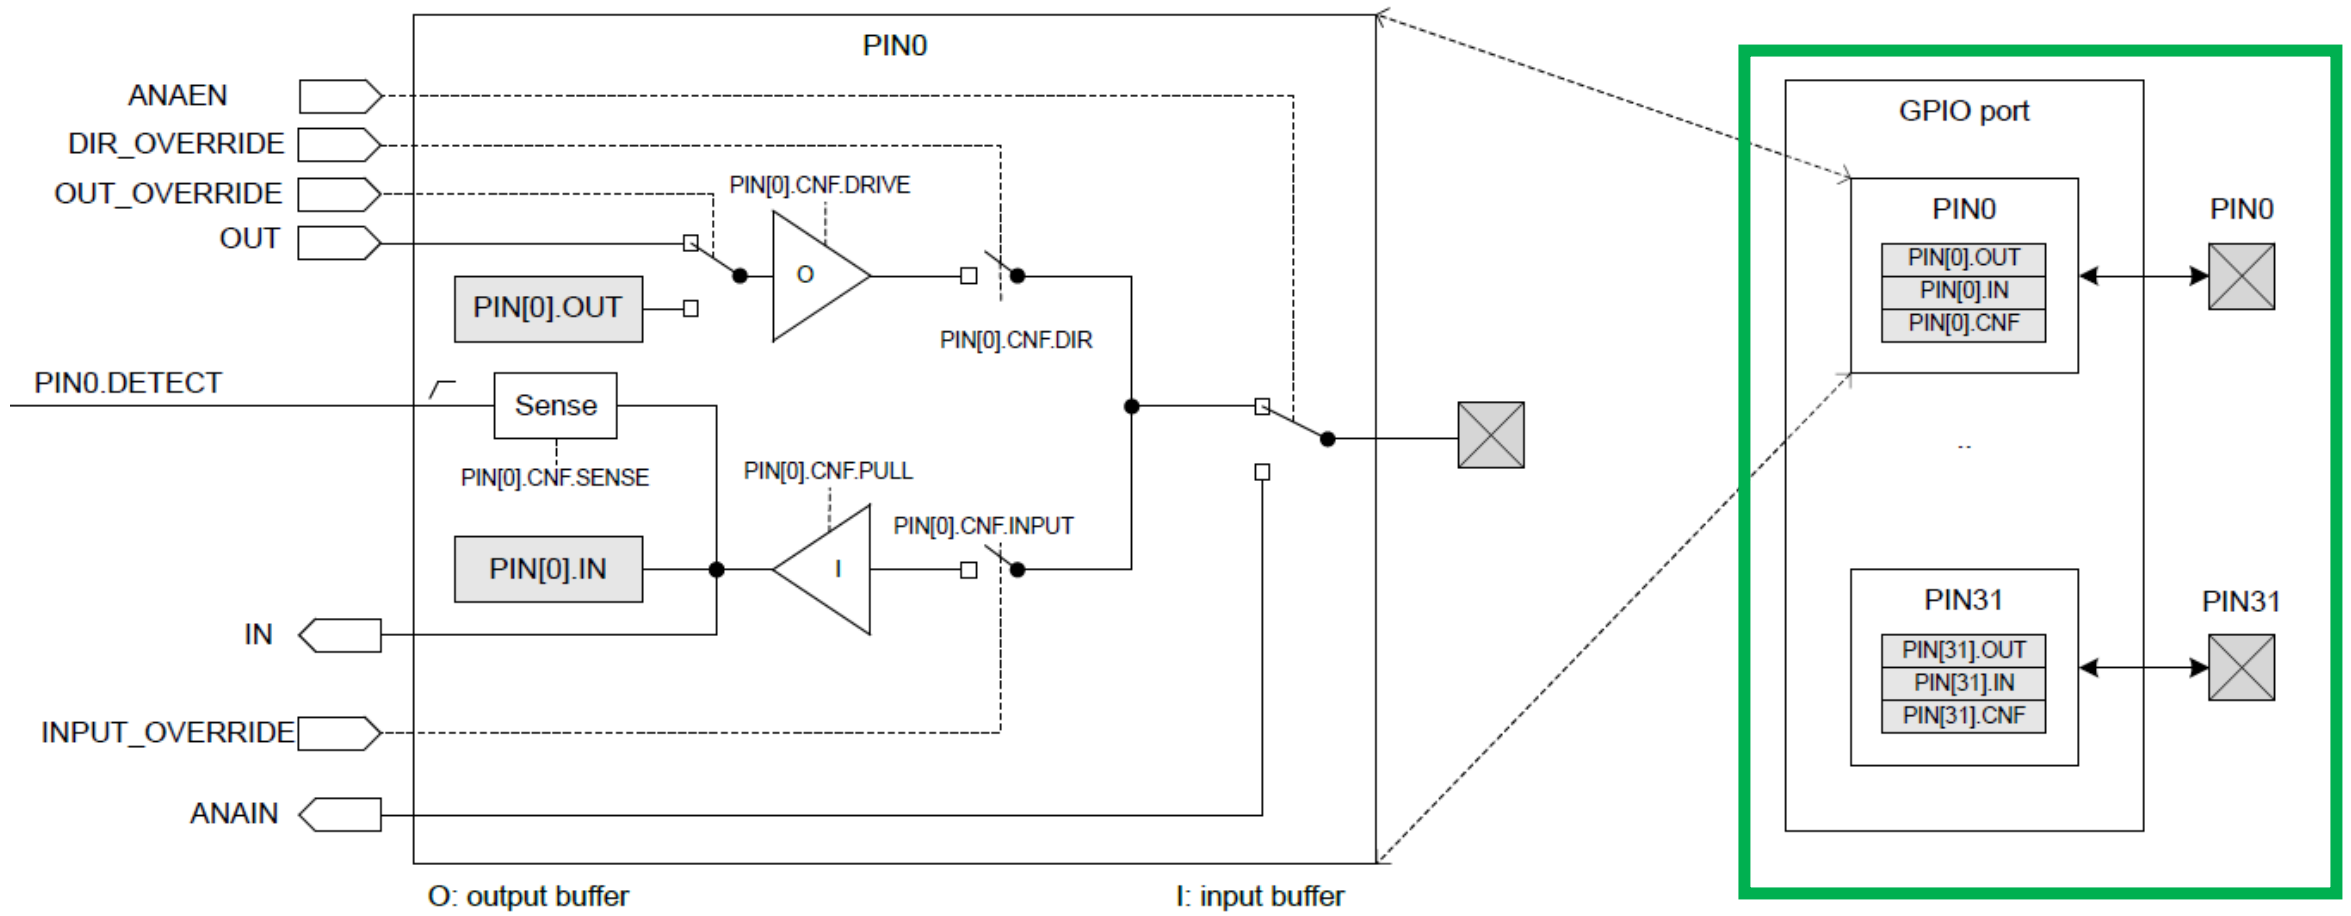 PIN0
ANAEN
DIR_OVERRIDE
OUT_OVERRIDE
OUT
PIN[0].CNF.DRIVE
O
PIN[0].OUT
PIN[0].CNF.DIR
PIN0.DETECT
Sense
PIN[0].CNF.SENSE
PIN[0].CNF.PULL
PIN[0].CNF.INPUT
PIN[0].IN
I
IN
INPUT_OVERRIDE
ANAIN
O: output buffer
I: input buffer
GPIO port
PIN0
PIN[0].OUT
PIN[0].IN
PIN[0].CNF
PIN0
..
PIN31
PIN[31].OUT
PIN[31].IN
PIN[31].CNF
PIN31